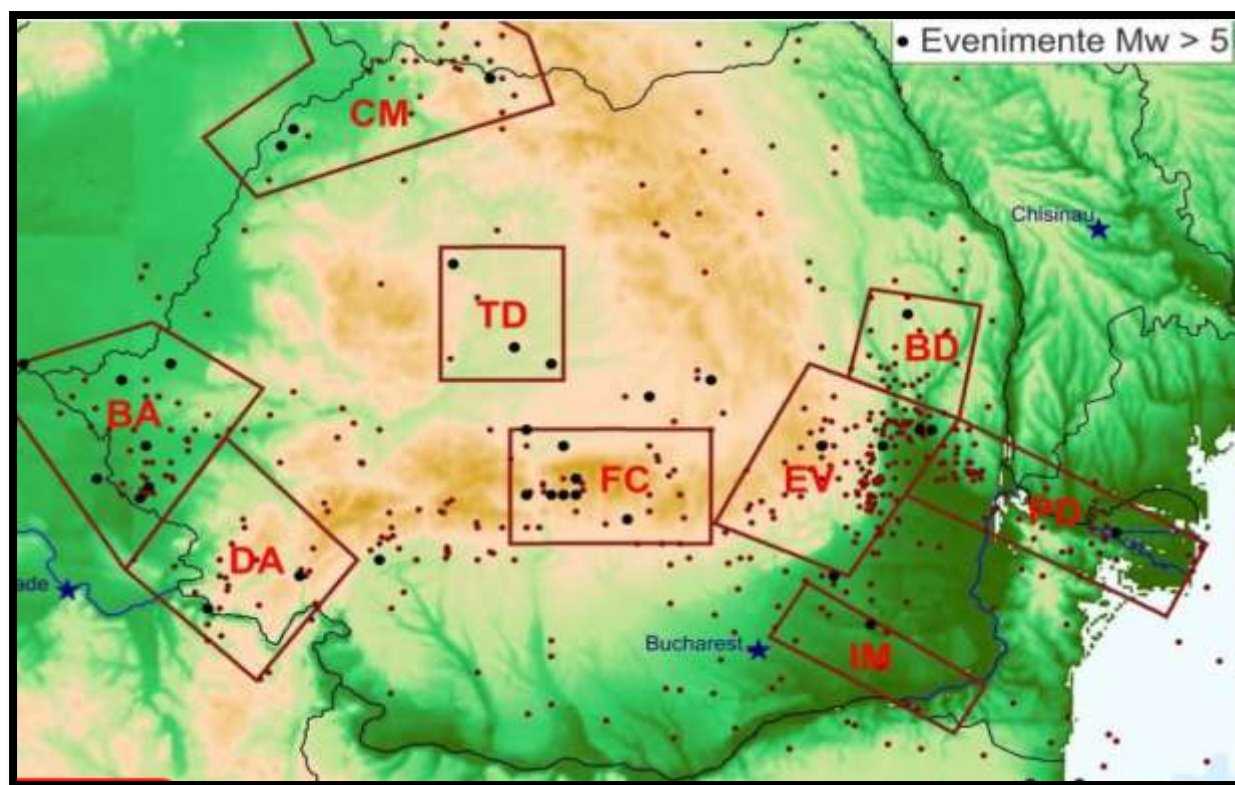 • Evenimente Mw > 5
CM
Chisinau
TD
BD
BA
FC
EV
PD
DA
ade
Bucharest
IM